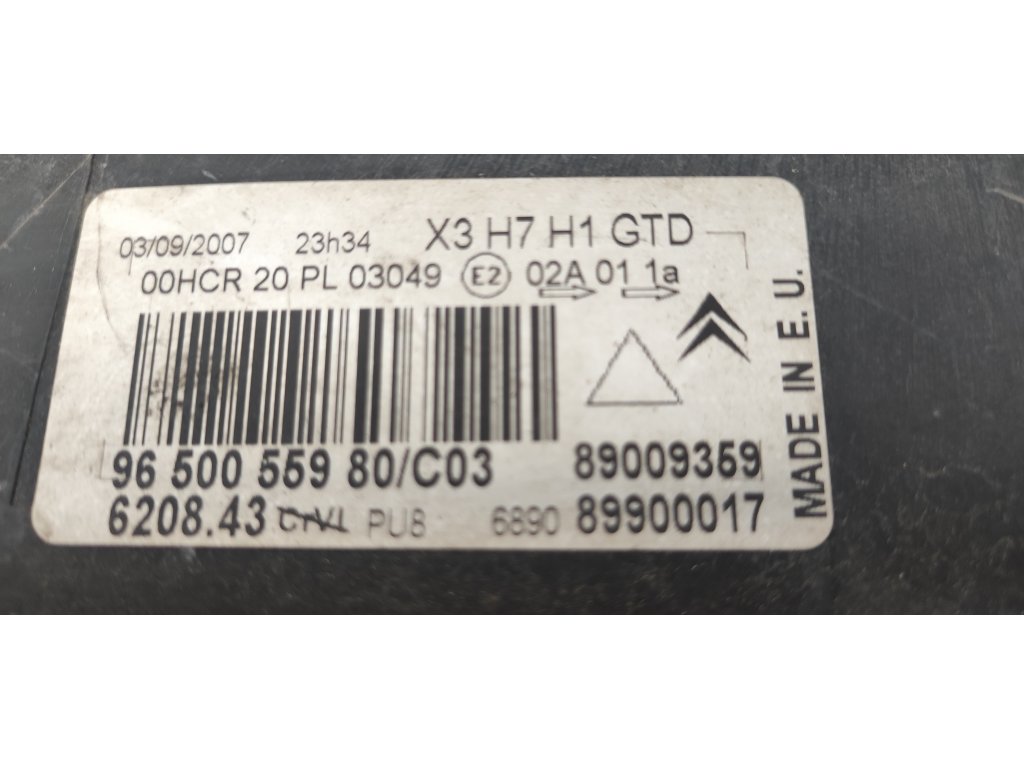 03/09/2007 23h34 X3 H7 H1 GTD
00HCR 20 PL 03049 E2 02A 01 1a
96 500 559 80/C03 89009359
6208.43 PU8 6890 89900017
MADE IN E.U.